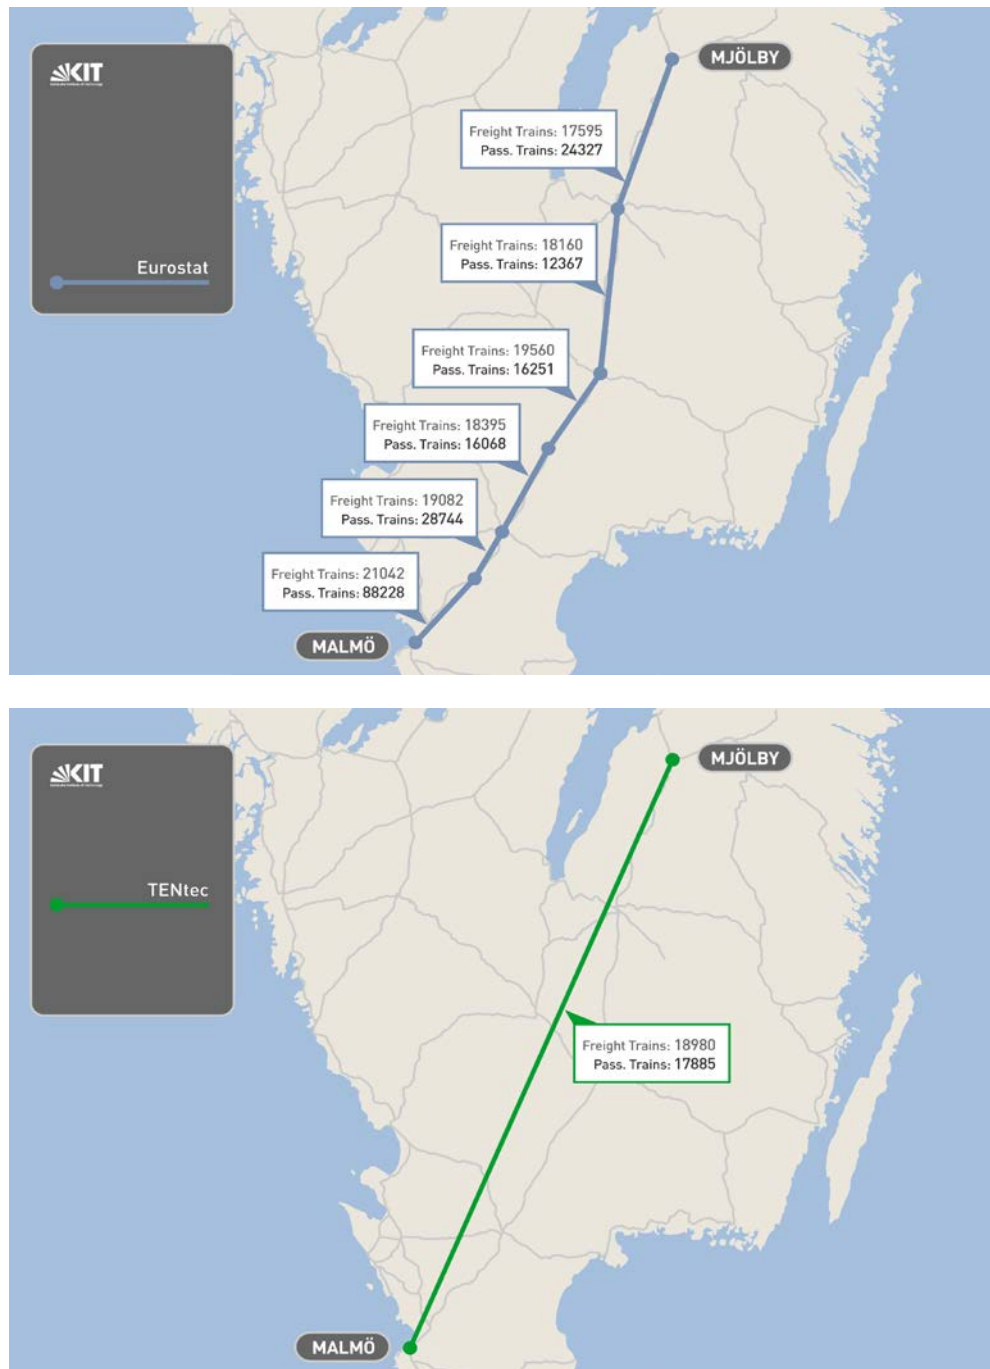 KIT
MJÖLBY
Freight Trains: 17595
Pass. Trains: 24327
Freight Trains: 18160
Pass. Trains: 12367
Eurostat
Freight Trains: 19560
Pass. Trains: 16251
Freight Trains: 18395
Pass. Trains: 16068
Freight Trains: 19082
Pass. Trains: 28744
Freight Trains: 21042
Pass. Trains: 88228
MALMÖ
KIT
MJÖLBY
TENtec
Freight Trains: 18980
Pass. Trains: 17885
MALMÖ